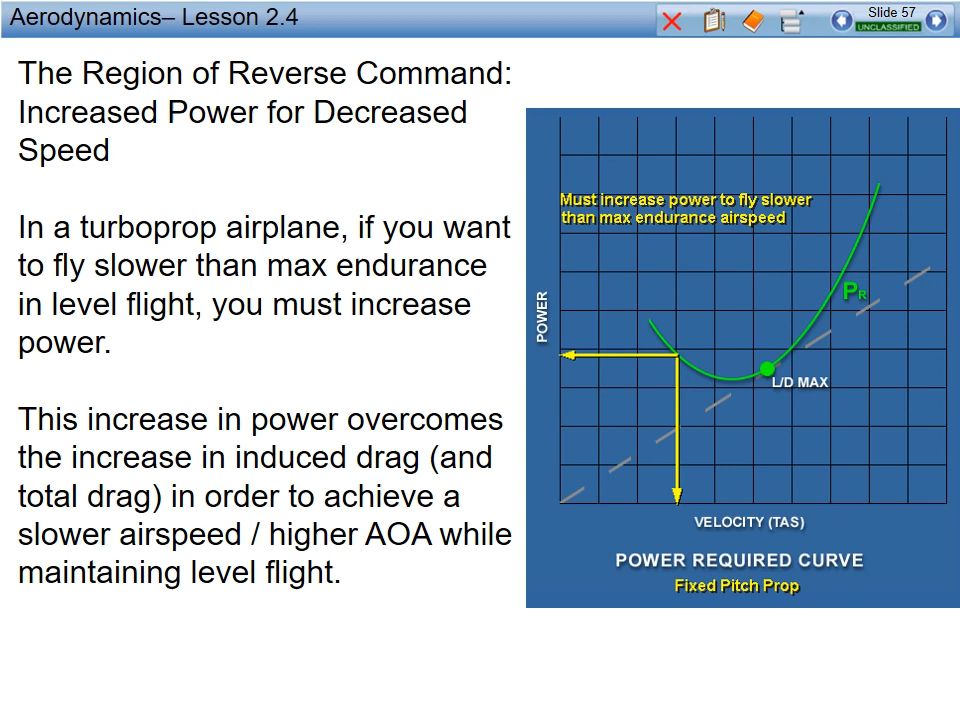 Aerodynamics– Lesson 2.4
Slide 57
UNCLASSIFIED
The Region of Reverse Command:
Increased Power for Decreased
Speed
In a turboprop airplane, if you want
to fly slower than max endurance
in level flight, you must increase
power.
This increase in power overcomes
the increase in induced drag (and
total drag) in order to achieve a
slower airspeed / higher AOA while
maintaining level flight.
Must increase power to fly slower
than max endurance airspeed
POWER
PR
L/D MAX
VELOCITY (TAS)
POWER REQUIRED CURVE
Fixed Pitch Prop